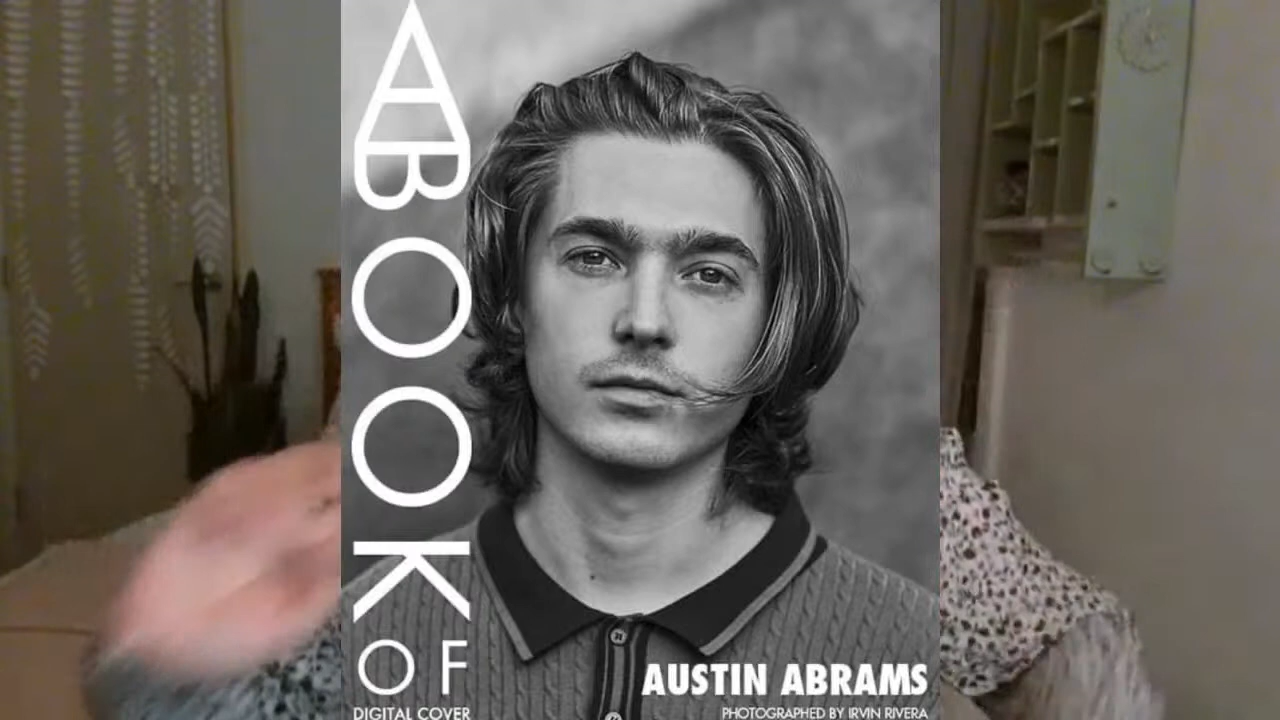 A BOOK
OF
DIGITAL COVER
AUSTIN ABRAMS
PHOTOGRAPHED BY IRVIN RIVERA